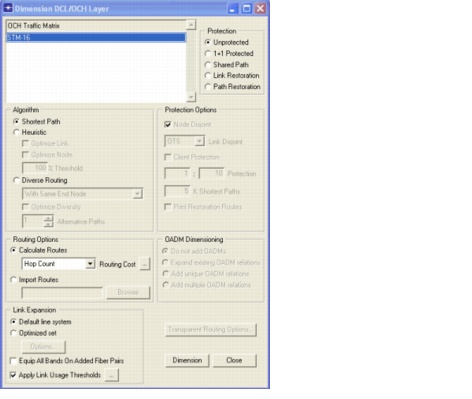 Dimension DCL/OCH Layer
OCH Traffic Matrix
STM-16
Protection
Unprotected
1+1 Protected
Shared Path
Link Restoration
Path Restoration
Algorithm
Shortest Path
Heuristic
Optimize Link
Optimize Node
100 % Threshold
Diverse Routing
With Same End Node
Optimize Diversity
1 Alternative Paths
Protection Options
Node Disjoint
OTS Link Disjoint
Client Protection
1 : 10 Protection
5 K Shortest Paths
Print Restoration Routes
Routing Options
Calculate Routes
Hop Count Routing Cost ...
Import Routes
Browse
OADM Dimensioning
Do not add OADMs
Expand existing OADM relations
Add unique OADM relations
Add multiple OADM relations
Link Expansion
Default line system
Optimized set
Options...
Equip All Bands On Added Fiber Pairs
Apply Link Usage Thresholds ...
Transparent Routing Options...
Dimension Close